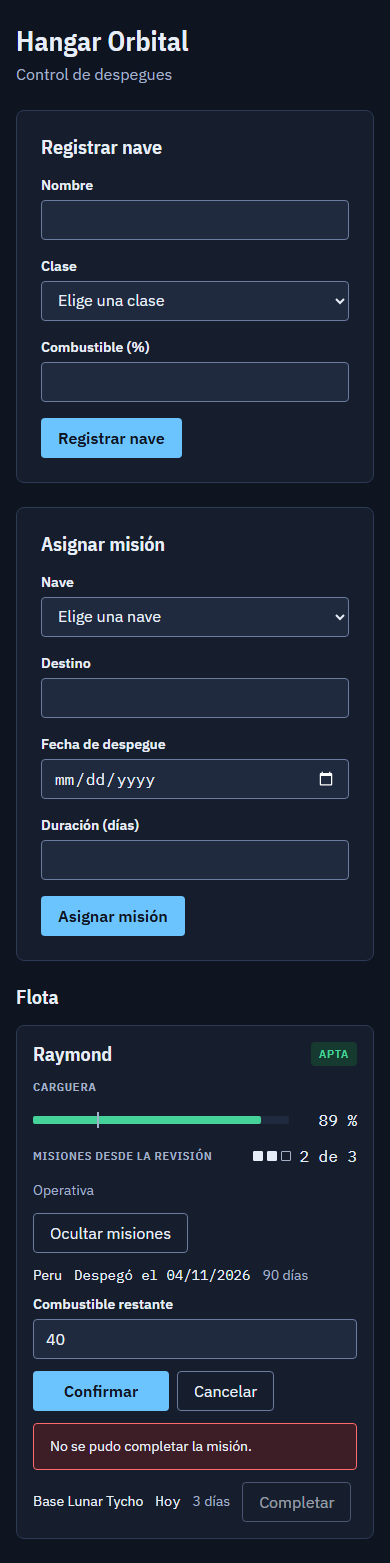 Hangar Orbital
Control de despegues
Registrar nave
Nombre
Clase
Elige una clase
Combustible (%)
Registrar nave
Asignar misión
Nave
Elige una nave
Destino
Fecha de despegue
mm/dd/yyyy
Duración (días)
Asignar misión
Flota
Raymond APTA
CARGUERA
89 %
MISIONES DESDE LA REVISIÓN 2 de 3
Operativa
Ocultar misiones
Peru Despegó el 04/11/2026 90 días
Combustible restante
40
Confirmar Cancelar
No se pudo completar la misión.
Base Lunar Tycho Hoy 3 días Completar